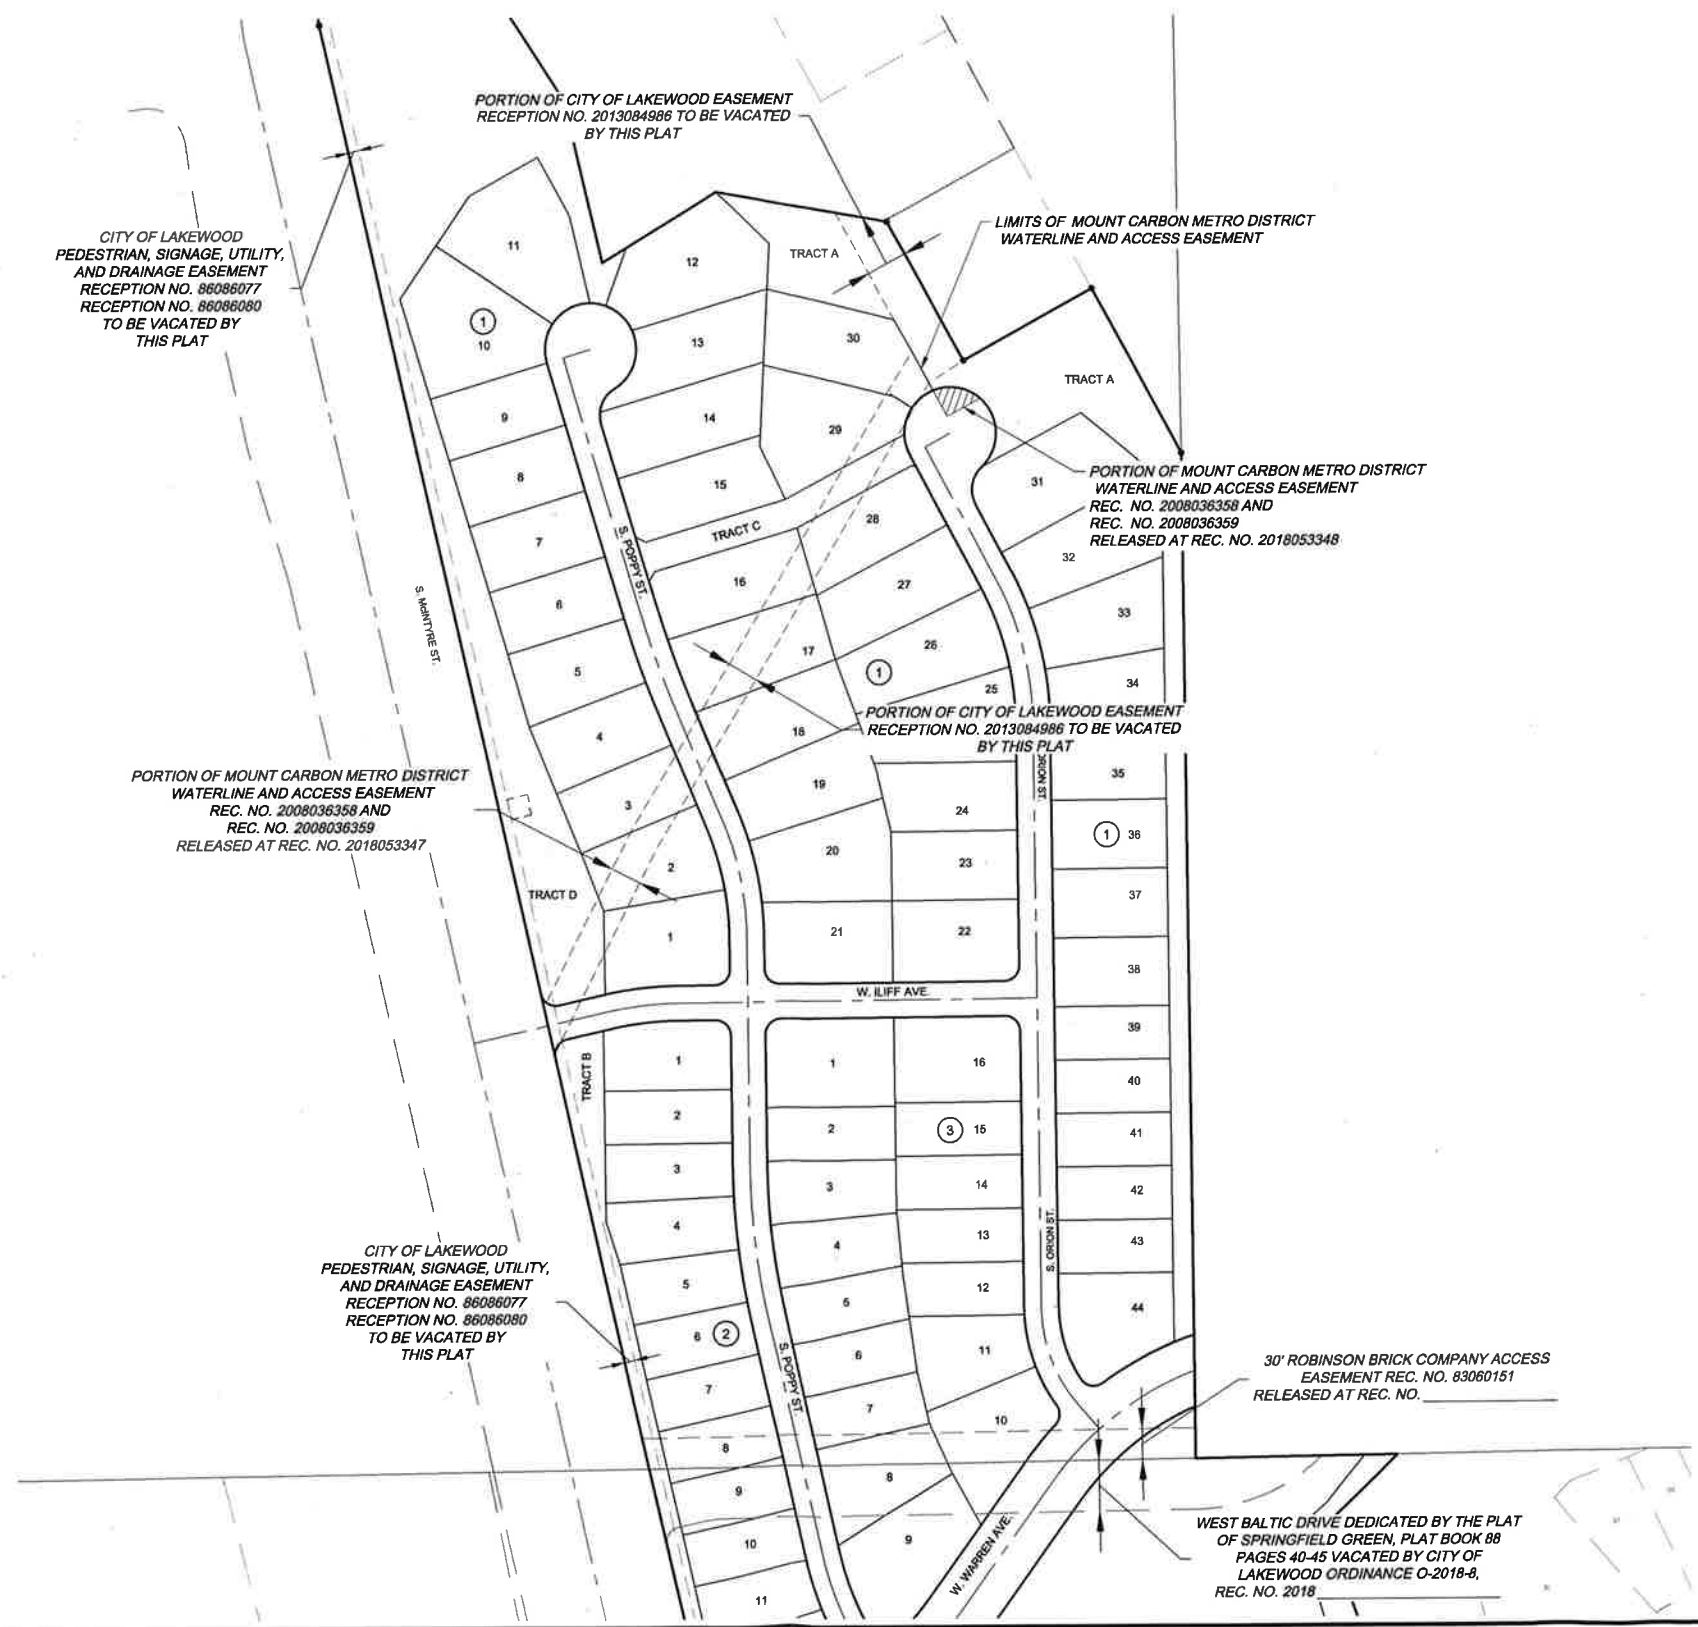 PORTION OF CITY OF LAKEWOOD EASEMENT
RECEPTION NO. 2013084986 TO BE VACATED
BY THIS PLAT
LIMITS OF MOUNT CARBON METRO DISTRICT
WATERLINE AND ACCESS EASEMENT
CITY OF LAKEWOOD
PEDESTRIAN, SIGNAGE, UTILITY,
AND DRAINAGE EASEMENT
RECEPTION NO. 86086077
RECEPTION NO. 86086080
TO BE VACATED BY
THIS PLAT
11
12
TRACT A
1
10
13
30
TRACT A
9
14
29
8
15
31
PORTION OF MOUNT CARBON METRO DISTRICT
WATERLINE AND ACCESS EASEMENT
REC. NO. 2008036358 AND
REC. NO. 2008036359
RELEASED AT REC. NO. 2018053348
7
TRACT C
28
S. POPPY ST.
32
S. McINTYRE ST.
6
16
27
33
5
17
26
1
25
34
4
18
PORTION OF CITY OF LAKEWOOD EASEMENT
RECEPTION NO. 2013084986 TO BE VACATED
BY THIS PLAT
ORION ST.
35
3
19
24
PORTION OF MOUNT CARBON METRO DISTRICT
WATERLINE AND ACCESS EASEMENT
REC. NO. 2008036358 AND
REC. NO. 2008036359
RELEASED AT REC. NO. 2018053347
1
36
2
20
23
TRACT D
37
1
21
22
38
W. ILIFF AVE.
39
TRACT B
1
1
16
40
2
2
3
15
41
3
3
14
42
4
4
13
43
S. ORION ST.
5
5
12
44
CITY OF LAKEWOOD
PEDESTRIAN, SIGNAGE, UTILITY,
AND DRAINAGE EASEMENT
RECEPTION NO. 86086077
RECEPTION NO. 86086080
TO BE VACATED BY
THIS PLAT
6
2
6
11
S. POPPY ST.
7
7
10
30' ROBINSON BRICK COMPANY ACCESS
EASEMENT REC. NO. 83060151
RELEASED AT REC. NO.
8
8
9
9
10
11
W. WARREN AVE.
WEST BALTIC DRIVE DEDICATED BY THE PLAT
OF SPRINGFIELD GREEN, PLAT BOOK 88
PAGES 40-45 VACATED BY CITY OF
LAKEWOOD ORDINANCE O-2018-8,
REC. NO. 2018